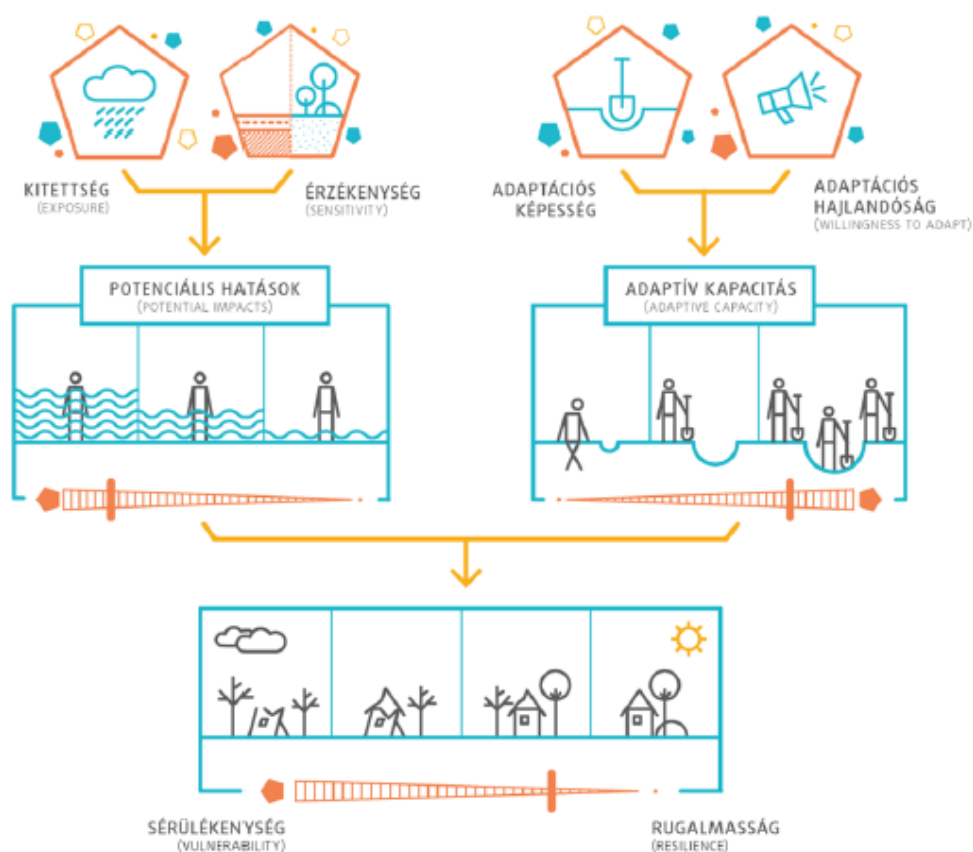 KITETTSÉG
(EXPOSURE)
ÉRZÉKENYSÉG
(SENSITIVITY)
ADAPTÁCIÓS
KÉPESSÉG
ADAPTÁCIÓS
HAJLANDÓSÁG
(WILLINGNESS TO ADAPT)
POTENCIÁLIS HATÁSOK
(POTENTIAL IMPACTS)
ADAPTÍV KAPACITÁS
(ADAPTIVE CAPACITY)
SÉRÜLÉKENYSÉG
(VULNERABILITY)
RUGALMASSÁG
(RESILIENCE)